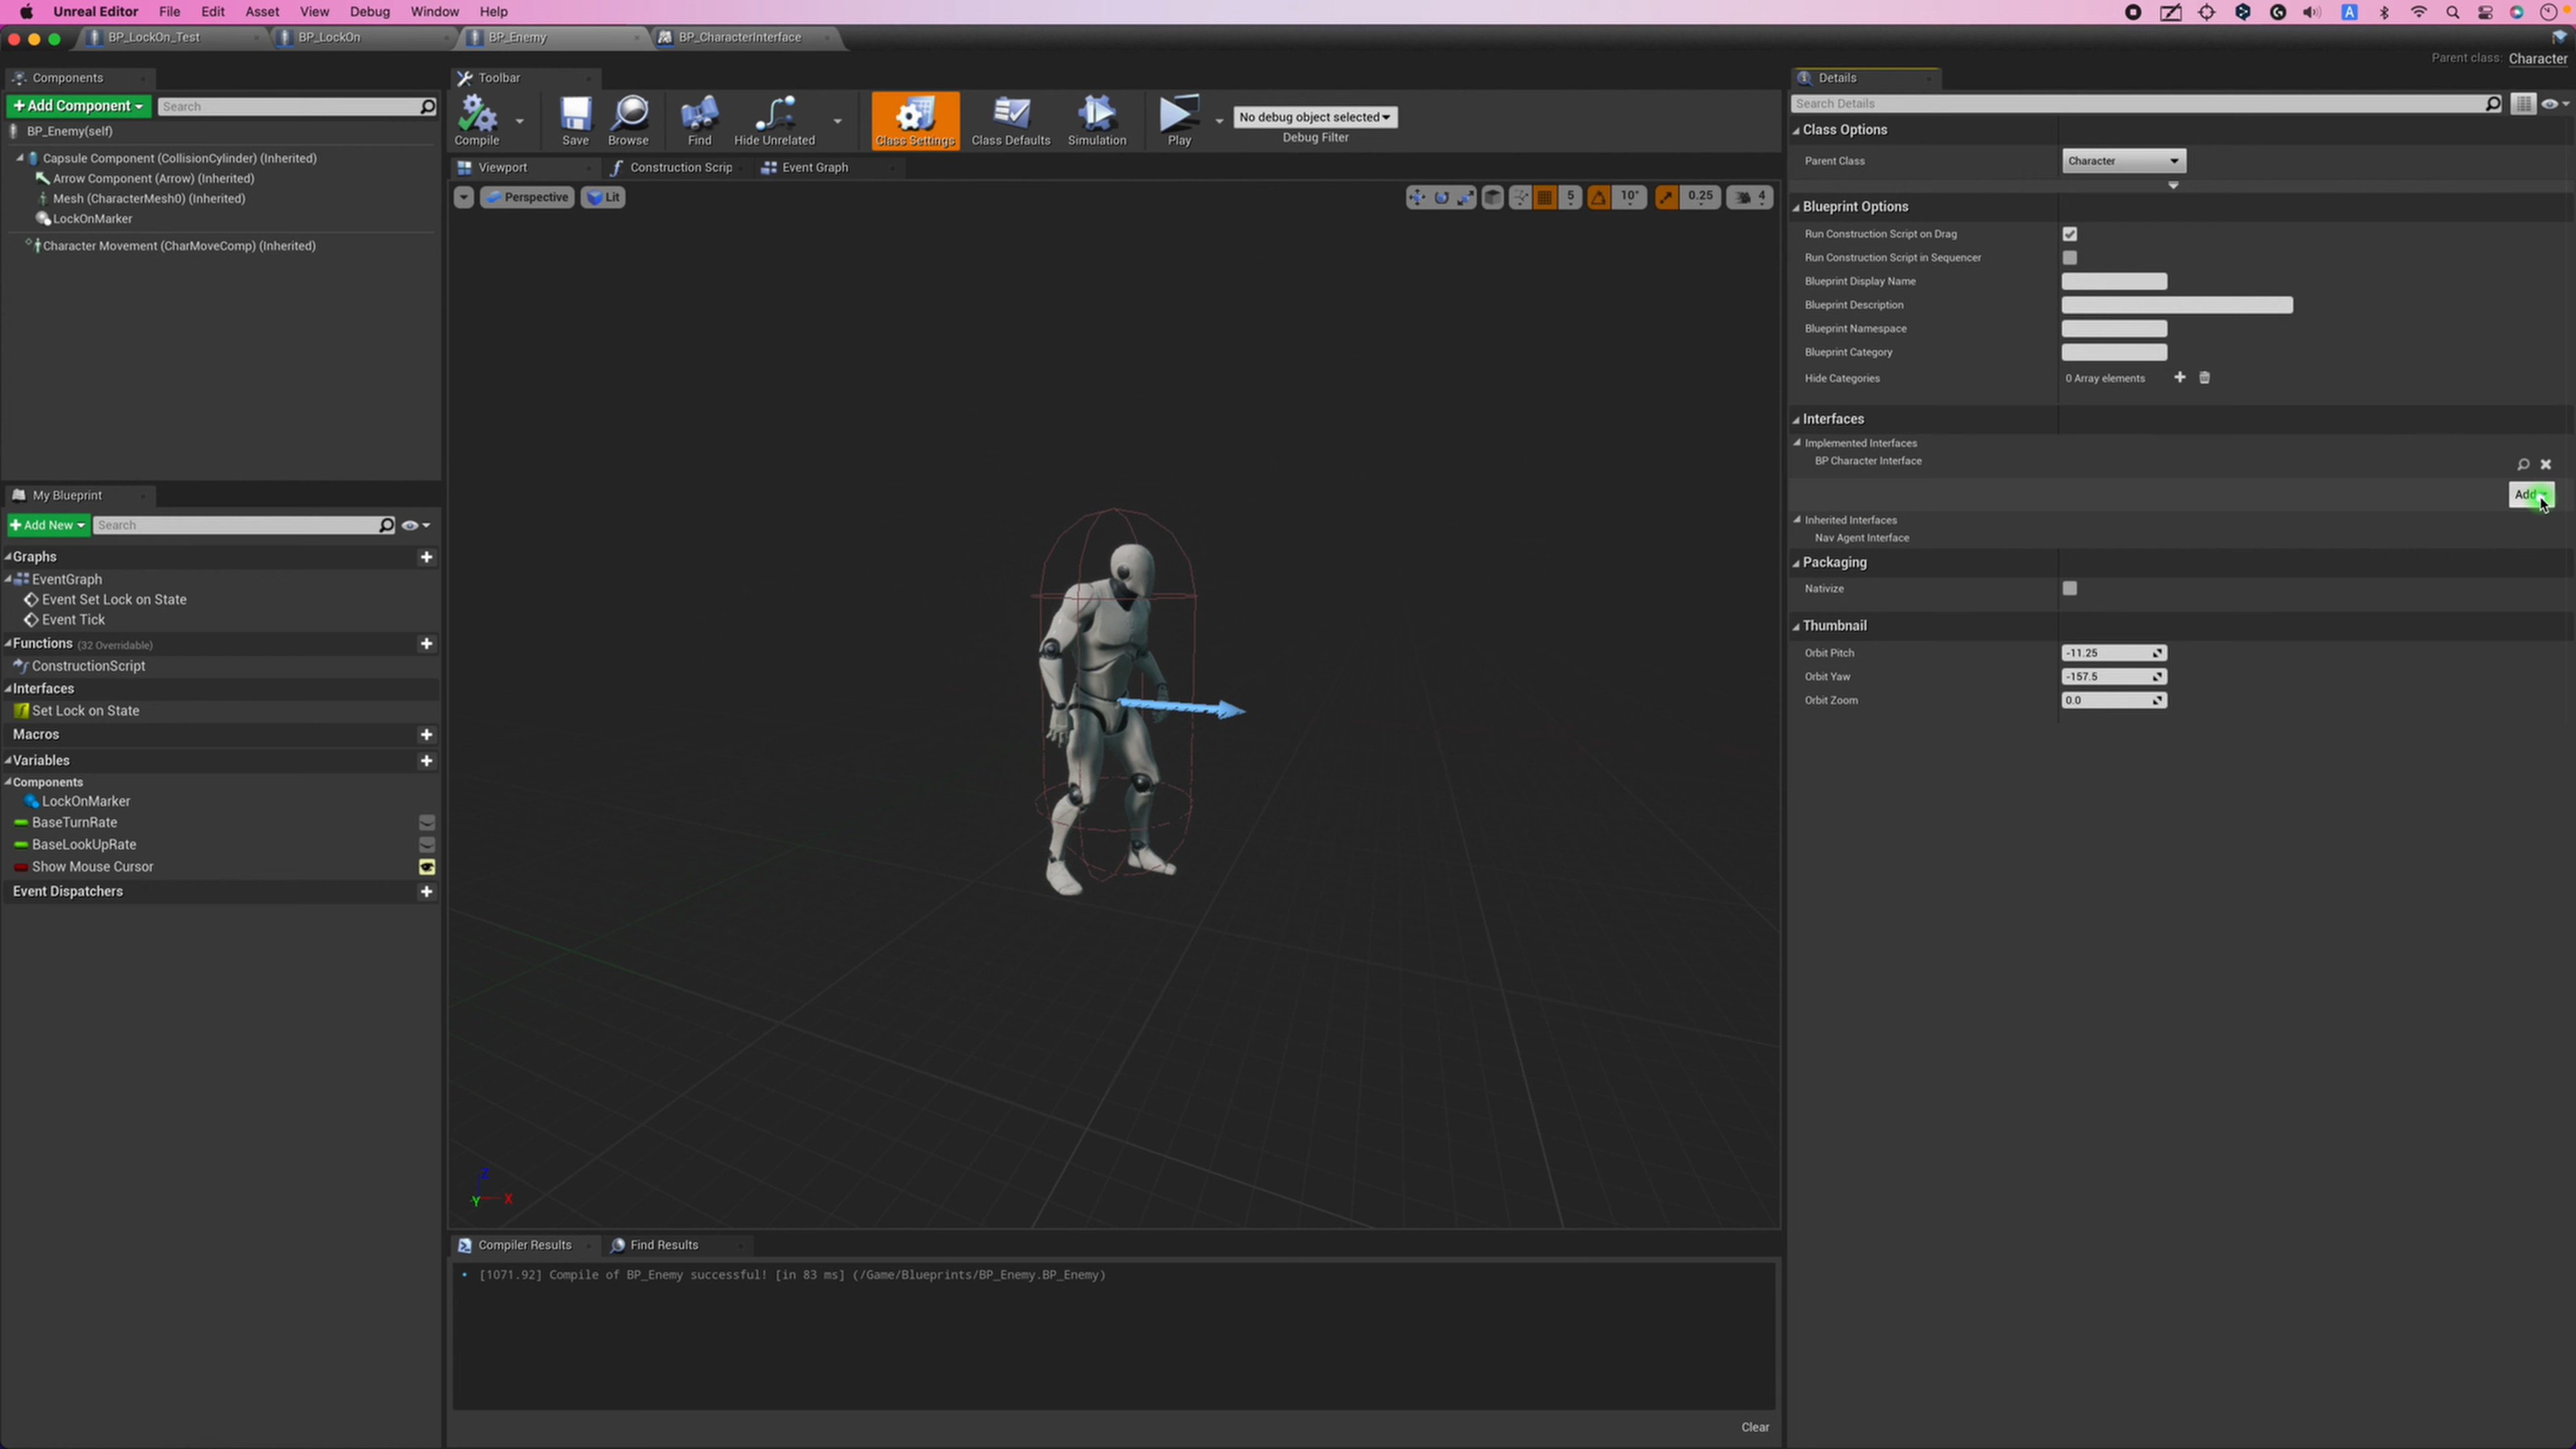 Unreal Editor File Edit Asset View Debug Window Help A
BP_LockOn_Test BP_LockOn BP_Enemy BP_CharacterInterface
Parent class: Character
Components
+ Add Component Search
BP_Enemy(self)
Capsule Component (CollisionCylinder) (Inherited)
Arrow Component (Arrow) (Inherited)
Mesh (CharacterMesh0) (Inherited)
LockOnMarker
Character Movement (CharMoveComp) (Inherited)
My Blueprint
+ Add New Search
Graphs
EventGraph
Event Set Lock on State
Event Tick
Functions (32 Overridable)
ConstructionScript
Interfaces
Set Lock on State
Macros
Variables
Components
LockOnMarker
BaseTurnRate
BaseLookUpRate
Show Mouse Cursor
Event Dispatchers
Toolbar
Compile Save Browse Find Hide Unrelated Class Settings Class Defaults Simulation Play
No debug object selected
Debug Filter
Viewport Construction Scrip Event Graph
Perspective Lit 5 10° 0.25 4
Z
Y X
Compiler Results Find Results
• [1071.92] Compile of BP_Enemy successful! [in 83 ms] (/Game/Blueprints/BP_Enemy.BP_Enemy)
Clear
Details
Search Details
Class Options
Parent Class Character
Blueprint Options
Run Construction Script on Drag
Run Construction Script in Sequencer
Blueprint Display Name
Blueprint Description
Blueprint Namespace
Blueprint Category
Hide Categories 0 Array elements
Interfaces
Implemented Interfaces
BP Character Interface
Add
Inherited Interfaces
Nav Agent Interface
Packaging
Nativize
Thumbnail
Orbit Pitch -11.25
Orbit Yaw -157.5
Orbit Zoom 0.0